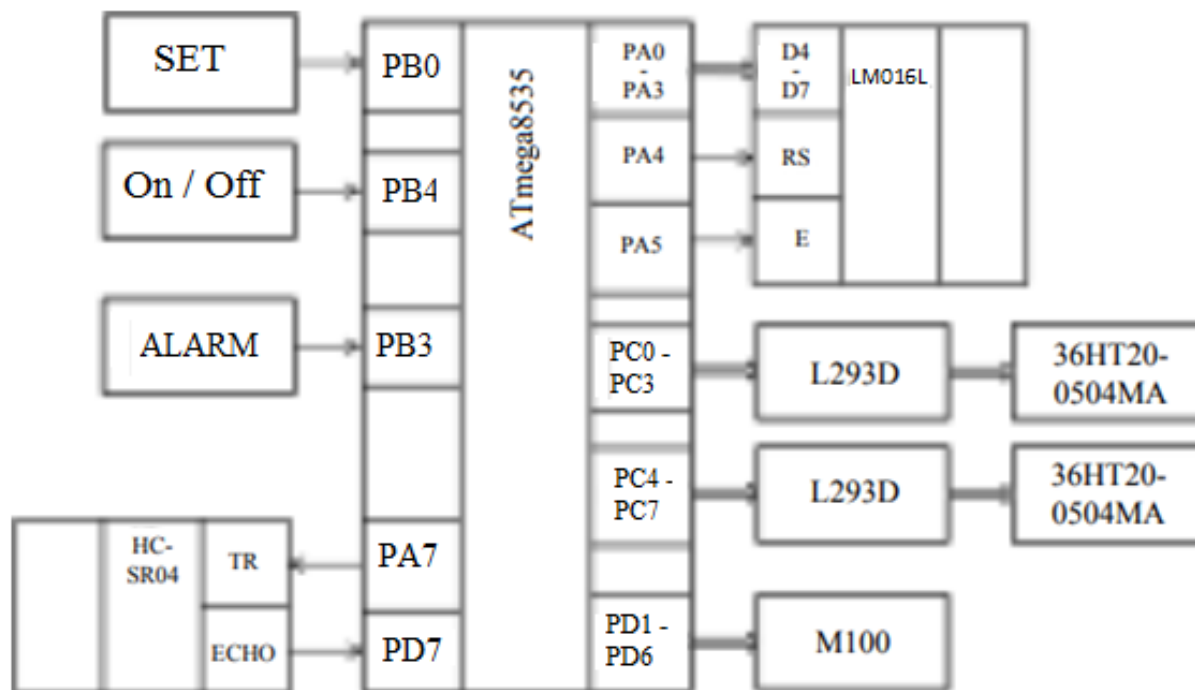 SET
On / Off
ALARM
HC-
SR04
TR
ECHO
PB0
PB4
PB3
PA7
PD7
ATmega8535
PA0
-
PA3
PA4
PA5
PC0 -
PC3
PC4 -
PC7
PD1 -
PD6
D4
-
D7
RS
E
LM016L
L293D
36HT20-
0504MA
L293D
36HT20-
0504MA
M100